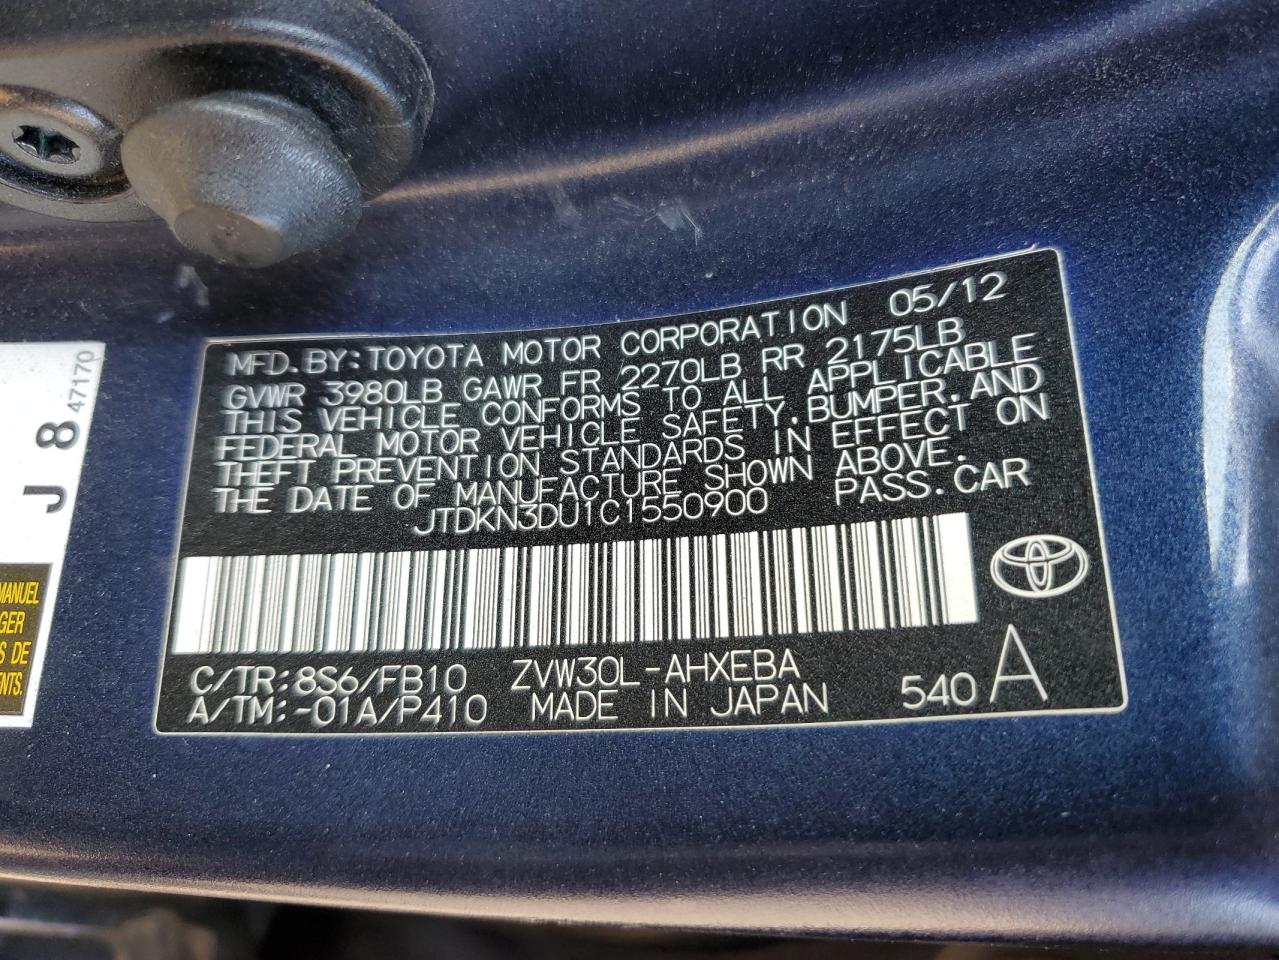 MFD.BY:TOYOTA MOTOR CORPORATION 05/12
GVWR 3980LB GAWR FR 2270LB RR 2175LB
THIS VEHICLE CONFORMS TO ALL APPLICABLE
FEDERAL MOTOR VEHICLE SAFETY,BUMPER,AND
THEFT PREVENTION STANDARDS IN EFFECT ON
THE DATE OF MANUFACTURE SHOWN ABOVE.
JTDKN3DU1C1550900 PASS.CAR
C/TR:8S6/FB10 ZVW30L-AHXEBA
A/TM:-01A/P410 MADE IN JAPAN 540 A
J 8 47170
MANUEL
GER
S DE
ENTS.